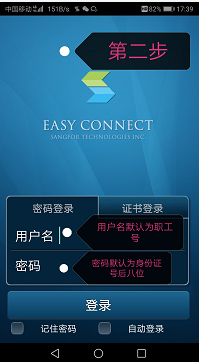 中国移动 151B/s 82% 17:39
第二步
EASY CONNECT
SANGFOR TECHNOLOGIES INC
密码登录 证书登录
用户名 用户名默认为职工
号
密码 密码默认为身份证
号后八位
登录
记住密码 自动登录